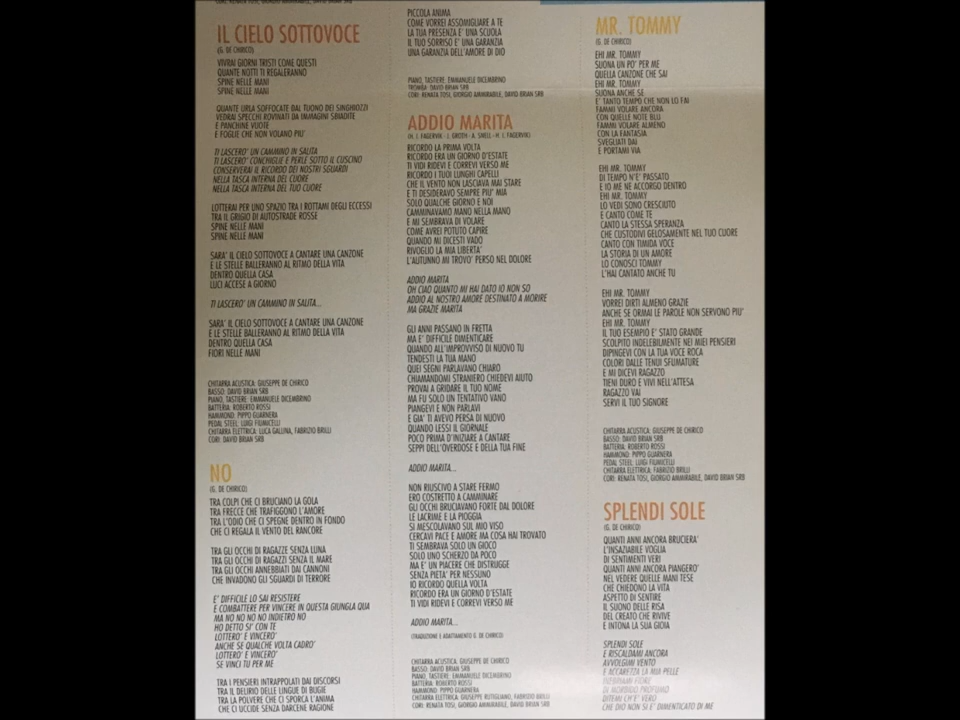 IL CIELO SOTTOVOCE
(G. DE CHIRICO)
VIVRAI GIORNI TRISTI COME QUESTI
QUANTE NOTTI TI REGALERANNO
SPINE NELLE MANI
SPINE NELLE MANI
QUANTE URLA SOFFOCATE DAL TUONO DEI SINGHIOZZI
VEDRAI SPECCHI ROVINATI DA IMMAGINI SBIADITE
E PANCHINE VUOTE
E FOGLIE CHE NON VOLANO PIU'
TI LASCERO' UN CAMMINO IN SALITA
TI LASCERO' CONCHIGLIE E PERLE SOTTO IL CUSCINO
CONSERVERAI IL RICORDO DEI NOSTRI SGUARDI
NELLA TASCA INTERNA DEL CUORE
NELLA TASCA INTERNA DEL TUO CUORE
LOTTERAI PER UNO SPAZIO TRA I ROTTAMI DEGLI ECCESSI
TRA IL GRIGIO DI AUTOSTRADE ROSSE
SPINE NELLE MANI
SPINE NELLE MANI
SARA' IL CIELO SOTTOVOCE A CANTARE UNA CANZONE
E LE STELLE BALLERANNO AL RITMO DELLA VITA
DENTRO QUELLA CASA
LUCI ACCESE A GIORNO
TI LASCERO' UN CAMMINO IN SALITA...
SARA' IL CIELO SOTTOVOCE A CANTARE UNA CANZONE
E LE STELLE BALLERANNO AL RITMO DELLA VITA
DENTRO QUELLA CASA
FIORI NELLE MANI
CHITARRA ACUSTICA: GIUSEPPE DE CHIRICO
BASSO: DAVID BRIAN SRB
PIANO, TASTIERE: EMMANUELE DICEMBRINO
BATTERIA: ROBERTO ROSSI
HAMMOND: PIPPO GUARNERA
PEDAL STEEL: LUIGI FIUMICELLI
CHITARRA ELETTRICA: LUCA GALLINA, FABRIZIO BRILLI
CORI: DAVID BRIAN SRB
NO
(G. DE CHIRICO)
TRA COLPI CHE CI BRUCIANO LA GOLA
TRA FRECCE CHE TRAFIGGONO L'AMORE
TRA L'ODIO CHE CI SPEGNE DENTRO IN FONDO
CHE CI REGALA IL VENTO DEL RANCORE
TRA GLI OCCHI DI RAGAZZE SENZA LUNA
TRA GLI OCCHI DI RAGAZZI SENZA IL MARE
TRA GLI OCCHI ANNEBBIATI DAI CANNONI
CHE INVADONO GLI SGUARDI DI TERRORE
E' DIFFICILE LO SAI RESISTERE
E COMBATTERE PER VINCERE IN QUESTA GIUNGLA QUA
MA NO NO NO NO INDIETRO NO
HO DETTO SI' CON TE
LOTTERO' E VINCERO'
ANCHE SE QUALCHE VOLTA CADRO'
LOTTERO' E VINCERO'
SE VINCI TU PER ME
TRA I PENSIERI INTRAPPOLATI DAI DISCORSI
TRA IL DELIRIO DELLE LINGUE DI BUGIE
TRA LA POLVERE CHE CI SPORCA L'ANIMA
CHE CI UCCIDE SENZA DARCENE RAGIONE
PICCOLA ANIMA
COME VORREI ASSOMIGLIARE A TE
LA TUA PRESENZA E' UNA SCUOLA
IL TUO SORRISO E' UNA GARANZIA
UNA GARANZIA DELL'AMORE DI DIO
PIANO, TASTIERE: EMMANUELE DICEMBRINO
TROMBA: DAVID BRIAN SRB
CORI: RENATA TOSI, GIORGIO AMMIRABILE, DAVID BRIAN SRB
ADDIO MARITA
RICORDO LA PRIMA VOLTA
RICORDO ERA UN GIORNO D'ESTATE
TI VIDI RIDEVI E CORREVI VERSO ME
RICORDO I TUOI LUNGHI CAPELLI
CHE IL VENTO NON LASCIAVA MAI STARE
E TI DESIDERAVO SEMPRE PIU' MIA
SOLO QUALCHE GIORNO E NOI
CAMMINAVAMO MANO NELLA MANO
E MI SEMBRAVA DI VOLARE
COME AVREI POTUTO CAPIRE
QUANDO MI DICESTI VADO
RIVOGLIO LA MIA LIBERTA'
L'AUTUNNO MI TROVO' PERSO NEL DOLORE
ADDIO MARITA
OH CIAO QUANTO MI HAI DATO IO NON SO
ADDIO AL NOSTRO AMORE DESTINATO A MORIRE
MA GRAZIE MARITA
GLI ANNI PASSANO IN FRETTA
MA E' DIFFICILE DIMENTICARE
QUANDO ALL'IMPROVVISO DI NUOVO TU
TENDESTI LA TUA MANO
QUEI SEGNI PARLAVANO CHIARO
CHIAMANDOMI STRANIERO CHIEDEVI AIUTO
PROVAI A GRIDARE IL TUO NOME
MA FU SOLO UN TENTATIVO VANO
PIANGEVI E NON PARLAVI
E GIA' TI AVEVO PERSA DI NUOVO
QUANDO LESSI IL GIORNALE
POCO PRIMA D'INIZIARE A CANTARE
SEPPI DELL'OVERDOSE E DELLA TUA FINE
ADDIO MARITA...
NON RIUSCIVO A STARE FERMO
ERO COSTRETTO A CAMMINARE
GLI OCCHI BRUCIAVANO FORTE DAL DOLORE
LE LACRIME E LA PIOGGIA
SI MESCOLAVANO SUL MIO VISO
CERCAVI PACE E AMORE MA COSA HAI TROVATO
TI SEMBRAVA SOLO UN GIOCO
SOLO UNO SCHERZO DA POCO
MA E' UN PIACERE CHE DISTRUGGE
SENZA PIETA' PER NESSUNO
IO RICORDO QUELLA VOLTA
RICORDO ERA UN GIORNO D'ESTATE
TI VIDI RIDEVI E CORREVI VERSO ME
ADDIO MARITA...
(TRADUZIONE E ADATTAMENTO G. DE CHIRICO)
CHITARRA ACUSTICA: GIUSEPPE DE CHIRICO
BASSO: DAVID BRIAN SRB
PIANO, TASTIERE: EMMANUELE DICEMBRINO
BATTERIA: ROBERTO ROSSI
HAMMOND: PIPPO GUARNERA
CHITARRA ELETTRICA: GIUSEPPE RUTIGLIANO, FABRIZIO BRILLI
CORI: RENATA TOSI, GIORGIO AMMIRABILE, DAVID BRIAN SRB
MR. TOMMY
(G. DE CHIRICO)
EHI MR. TOMMY
SUONA UN PO' PER ME
QUELLA CANZONE CHE SAI
EHI MR. TOMMY
SUONA ANCHE SE
E' TANTO TEMPO CHE NON LO FAI
FAMMI VOLARE ANCORA
CON QUELLE NOTE BLU
FAMMI VOLARE ALMENO
CON LA FANTASIA
SVEGLIATI DAI
E PORTAMI VIA
EHI MR. TOMMY
DI TEMPO N'E' PASSATO
E IO ME NE ACCORGO DENTRO
EHI MR. TOMMY
LO VEDI SONO CRESCIUTO
E CANTO COME TE
CANTO LA STESSA SPERANZA
CHE CUSTODIVI GELOSAMENTE NEL TUO CUORE
CANTO CON TIMIDA VOCE
LA STORIA DI UN AMORE
LO CONOSCI TOMMY
L'HAI CANTATO ANCHE TU
EHI MR. TOMMY
VORREI DIRTI ALMENO GRAZIE
ANCHE SE ORMAI LE PAROLE NON SERVONO PIU'
EHI MR. TOMMY
IL TUO ESEMPIO E' STATO GRANDE
SCOLPITO INDELEBILMENTE NEI MIEI PENSIERI
DIPINGEVI CON LA TUA VOCE ROCA
COLORI DALLE TENUI SFUMATURE
E MI DICEVI RAGAZZO
TIENI DURO E VIVI NELL'ATTESA
RAGAZZO VAI
SERVI IL TUO SIGNORE
CHITARRA ACUSTICA: GIUSEPPE DE CHIRICO
BASSO: DAVID BRIAN SRB
BATTERIA: ROBERTO ROSSI
HAMMOND: PIPPO GUARNERA
PEDAL STEEL: LUIGI FIUMICELLI
CHITARRA ELETTRICA: FABRIZIO BRILLI
CORI: RENATA TOSI, GIORGIO AMMIRABILE, DAVID BRIAN SRB
SPLENDI SOLE
(G. DE CHIRICO)
QUANTI ANNI ANCORA BRUCIERA'
L'INSAZIABILE VOGLIA
DI SENTIMENTI VERI
QUANTI ANNI ANCORA PIANGERO'
NEL VEDERE QUELLE MANI TESE
CHE CHIEDONO LA VITA
ASPETTO DI SENTIRE
IL SUONO DELLE RISA
DEL CREATO CHE RIVIVE
E INTONA LA SUA GIOIA
SPLENDI SOLE
E RISCALDAMI ANCORA
AVVOLGIMI VENTO
E ACCAREZZA LA MIA PELLE
INEBRIAMI FIORE
DI MORBIDO PROFUMO
DITEMI CH'E' VERO
CHE DIO NON SI E' DIMENTICATO DI ME